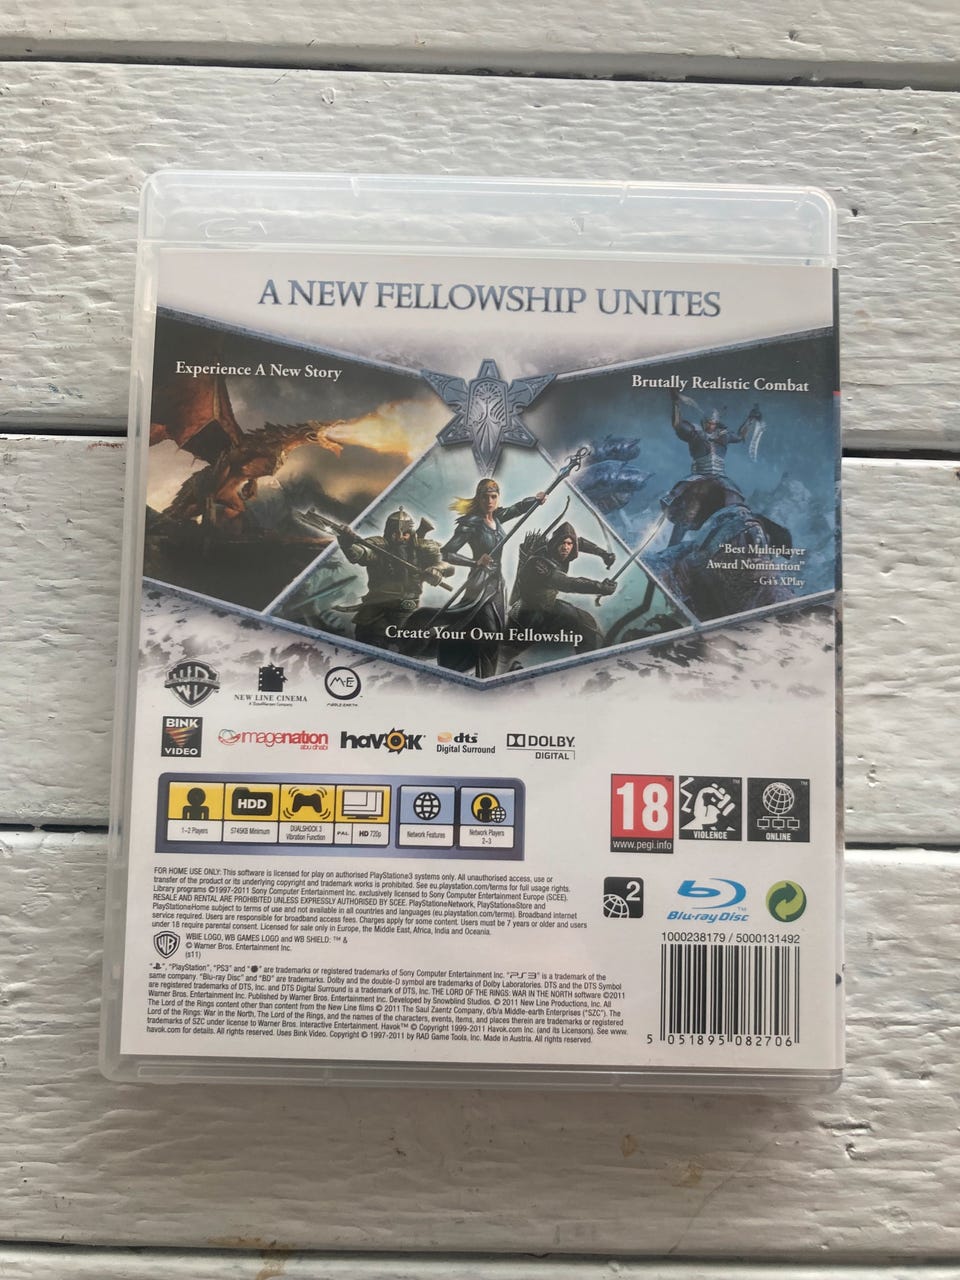 A NEW FELLOWSHIP UNITES
Experience A New Story
Brutally Realistic Combat
"Best Multiplayer
Award Nomination"
- G4's XPlay
Create Your Own Fellowship
WB
NEW LINE CINEMA
A TimeWarner Company
M·E
MIDDLE-EARTH
BINK
VIDEO
imagenation
abu dhabi
havok
dts
Digital Surround
DOLBY
DIGITAL
HDD
1-2 Players
5745KB Minimum
DUALSHOCK 3
Vibration Function
PAL
HD 720p
Network Features
Network Players
2-3
18
www.pegi.info
VIOLENCE
ONLINE
2
Blu-ray Disc
FOR HOME USE ONLY: This software is licensed for play on authorised PlayStation3 systems only. All unauthorised access, use or
transfer of the product or its underlying copyright and trademark works is prohibited. See eu.playstation.com/terms for full usage rights.
Library programs ©1997-2011 Sony Computer Entertainment Inc. exclusively licensed to Sony Computer Entertainment Europe (SCEE).
RESALE AND RENTAL ARE PROHIBITED UNLESS EXPRESSLY AUTHORISED BY SCEE. PlayStationNetwork, PlayStationStore and
PlayStationHome subject to terms of use and not available in all countries and languages (eu.playstation.com/terms). Broadband internet
service required. Users are responsible for broadband access fees. Charges apply for some content. Users must be 7 years or older and users
under 18 require parental consent. Licensed for sale only in Europe, the Middle East, Africa, India and Oceania.
WB
WBIE LOGO, WB GAMES LOGO and WB SHIELD: ™ &
© Warner Bros. Entertainment Inc.
(s11)
"PlayStation", "PS3" and are trademarks or registered trademarks of Sony Computer Entertainment Inc. "PS3" is a trademark of the
same company. "Blu-ray Disc" and "BD" are trademarks. Dolby and the double-D symbol are trademarks of Dolby Laboratories. DTS and the DTS Symbol
are registered trademarks of DTS, Inc. and DTS Digital Surround is a trademark of DTS, Inc. THE LORD OF THE RINGS: WAR IN THE NORTH software ©2011
Warner Bros. Entertainment Inc. Published by Warner Bros. Entertainment Inc. Developed by Snowblind Studios. © 2011 New Line Productions, Inc. All
The Lord of the Rings content other than content from the New Line films © 2011 The Saul Zaentz Company, d/b/a Middle-earth Enterprises ("SZC"). The
Lord of the Rings: War in the North, The Lord of the Rings, and the names of the characters, events, items, and places therein are trademarks or registered
trademarks of SZC under license to Warner Bros. Interactive Entertainment. Havok™ © Copyright 1999-2011 Havok.com Inc. (and its Licensors). See www.
havok.com for details. All rights reserved. Uses Bink Video. Copyright © 1997-2011 by RAD Game Tools, Inc. Made in Austria. All rights reserved.
1000238179 / 5000131492
5 051895 082706